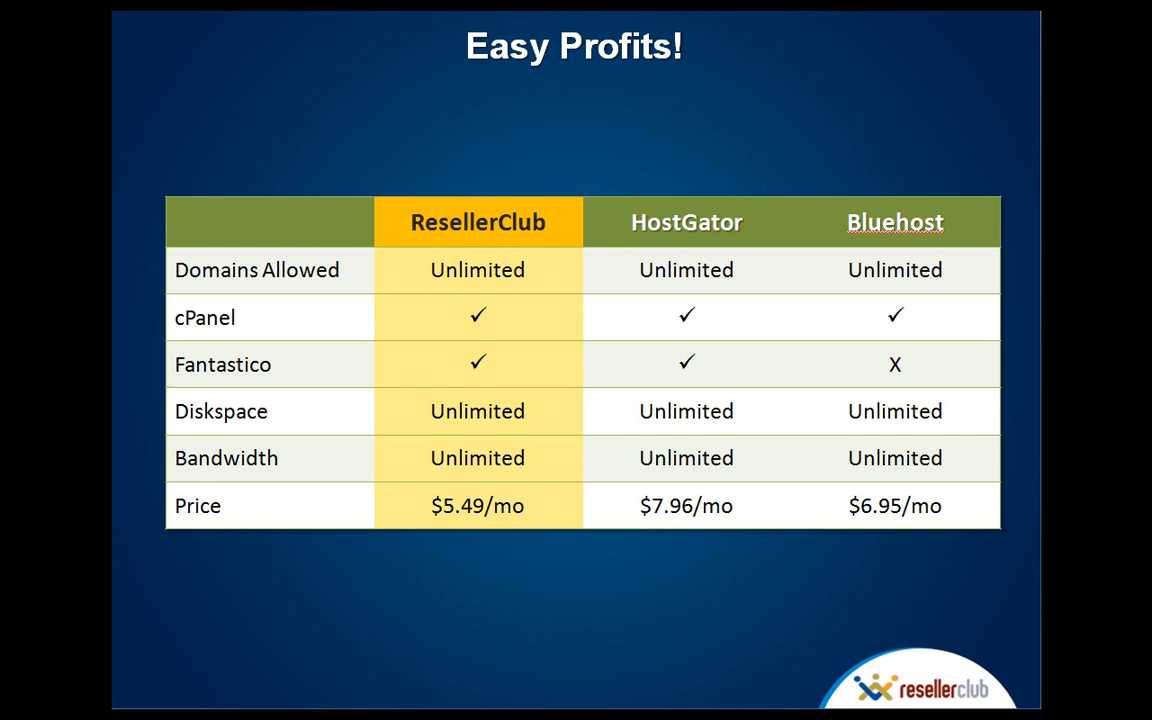 Easy Profits!
ResellerClub HostGator Bluehost
Domains Allowed Unlimited Unlimited Unlimited
cPanel ✓ ✓ ✓
Fantastico ✓ ✓ X
Diskspace Unlimited Unlimited Unlimited
Bandwidth Unlimited Unlimited Unlimited
Price $5.49/mo $7.96/mo $6.95/mo
resellerclub